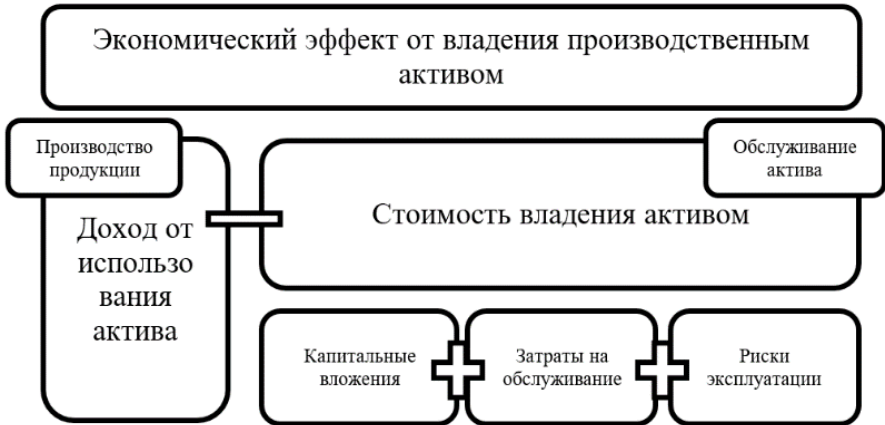 Экономический эффект от владения производственным
активом
Производство
продукции
Обслуживание
актива
Доход от
использо
вания
актива
Стоимость владения активом
Капитальные
вложения
Затраты на
обслуживание
Риски
эксплуатации